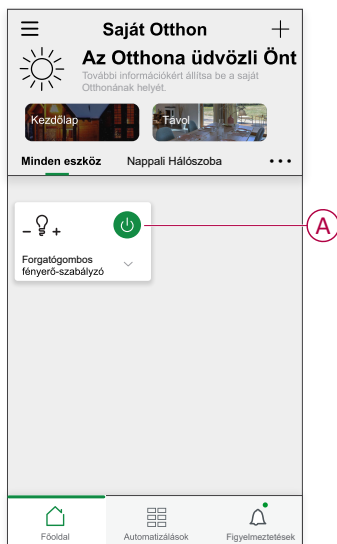 Saját Otthon
Az Otthona üdvözli Önt
További információkért állítsa be a saját
Otthonának helyét.
Kezdőlap
Távol
Minden eszköz
Nappali Hálószoba
A
Forgatógombos
fényerő-szabályzó
Főoldal
Automatizálások
Figyelmeztetések